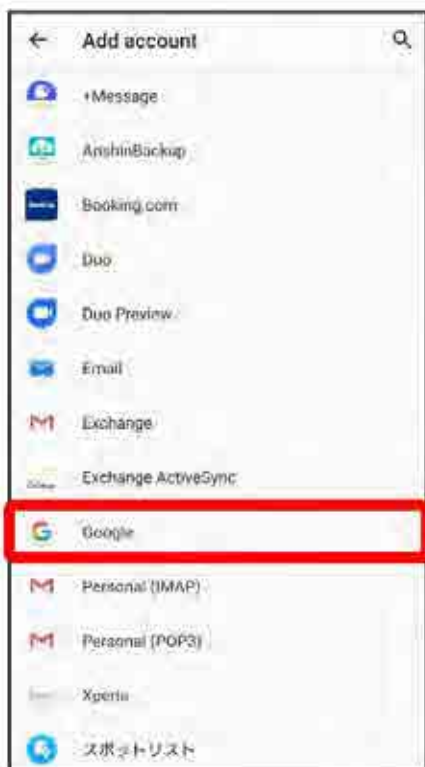 Add account
+Message
AnshinBackup
Booking.com
Duo
Duo Preview
Email
Exchange
Exchange ActiveSync
Google
Personal (IMAP)
Personal (POP3)
Xperia
スポットリスト